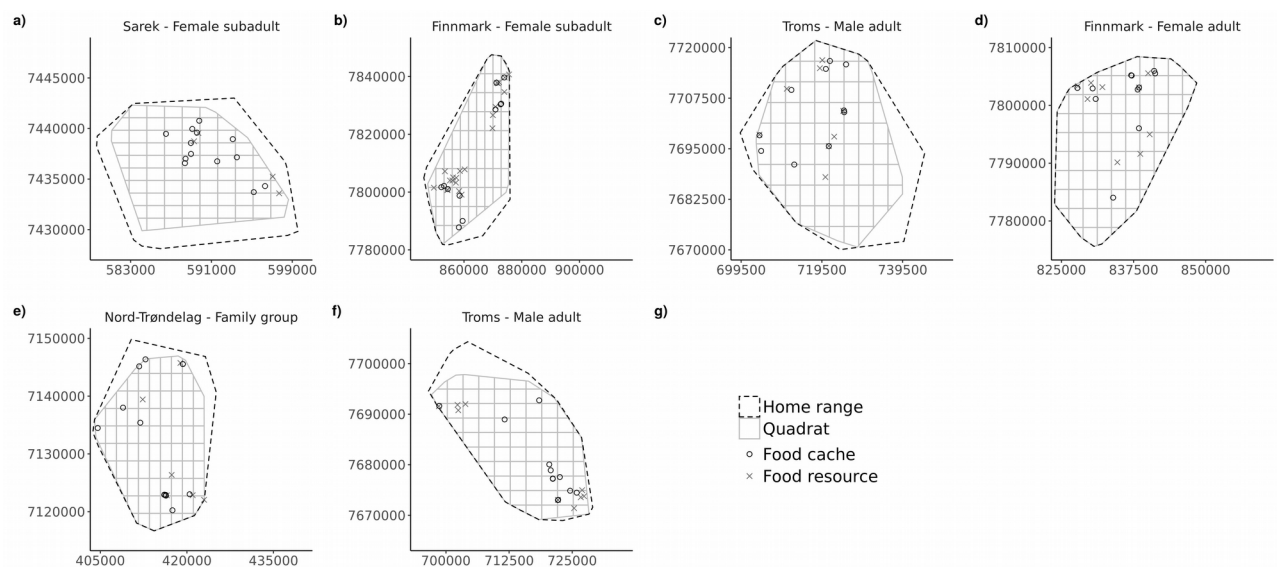 a) Sarek - Female subadult
7445000
7440000
7435000
7430000
583000 591000 599000
b) Finnmark - Female subadult
7840000
7820000
7800000
7780000
860000 880000 900000
c) Troms - Male adult
7720000
7707500
7695000
7682500
7670000
699500 719500 739500
d) Finnmark - Female adult
7810000
7800000
7790000
7780000
825000 837500 850000
e) Nord-Trøndelag - Family group
7150000
7140000
7130000
7120000
405000 420000 435000
f) Troms - Male adult
7700000
7690000
7680000
7670000
700000 712500 725000
g)
Home range
Quadrat
Food cache
Food resource